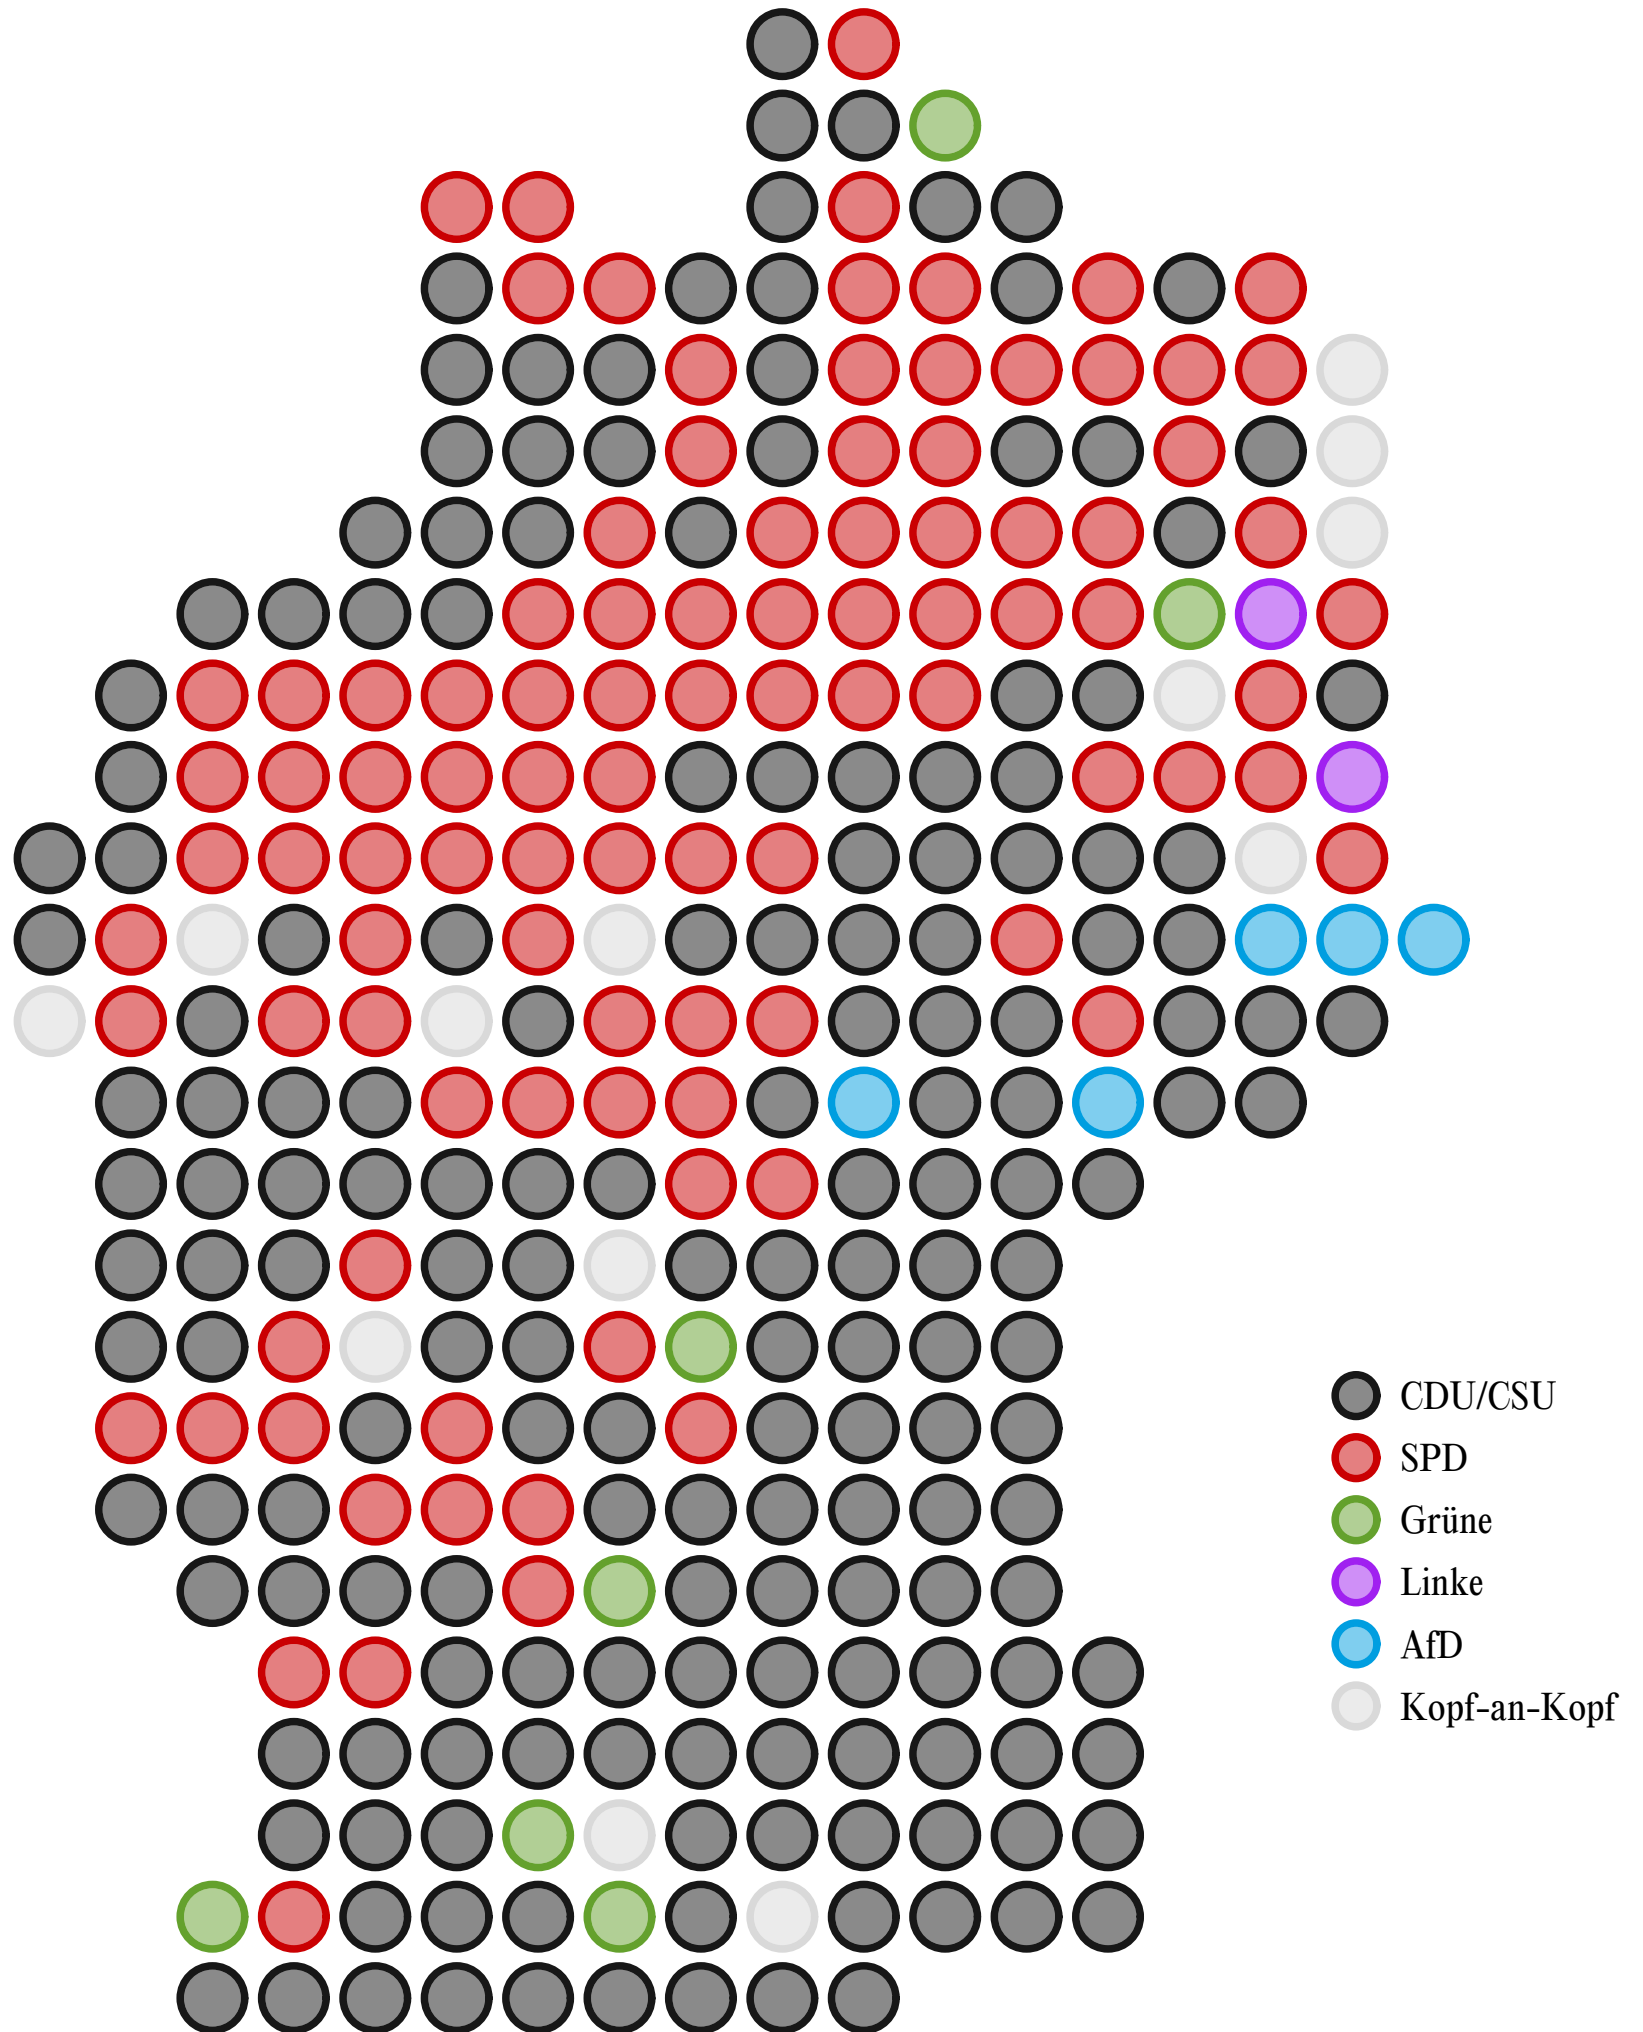 CDU/CSU
SPD
Grüne
Linke
AfD
Kopf-an-Kopf